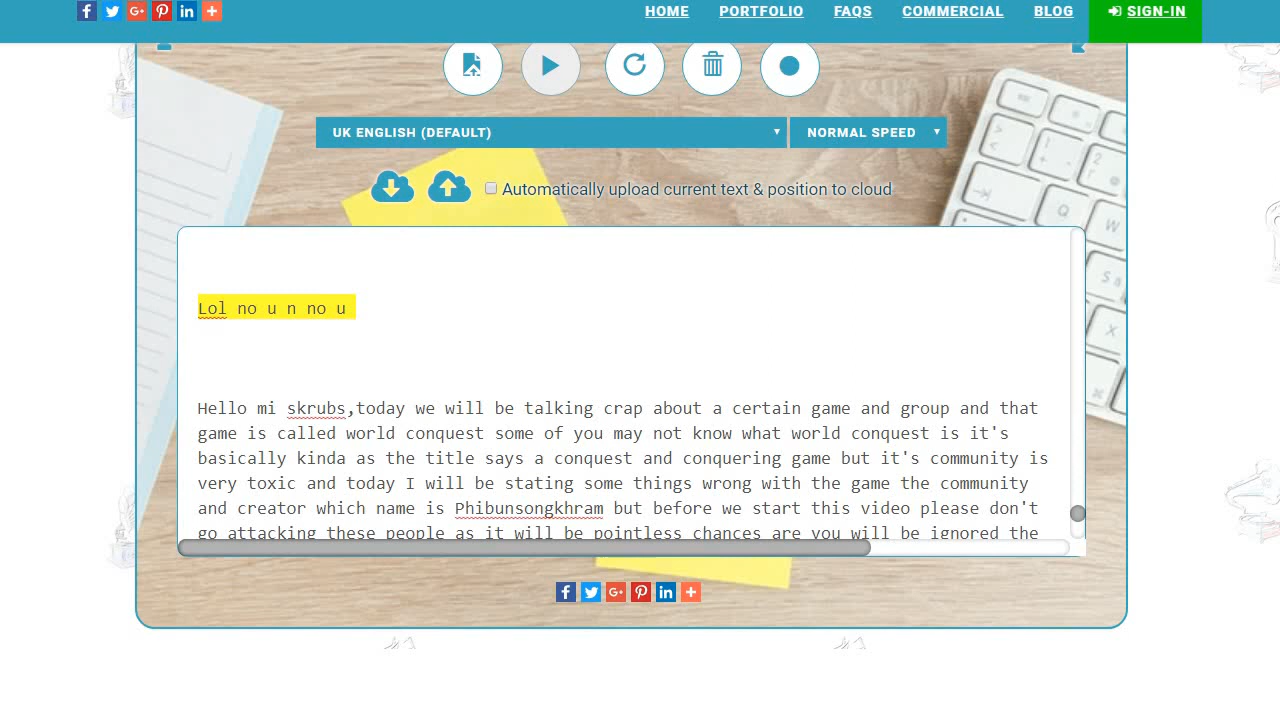 HOME PORTFOLIO FAQS COMMERCIAL BLOG SIGN-IN
UK ENGLISH (DEFAULT) NORMAL SPEED
Automatically upload current text & position to cloud
Lol no u n no u
Hello mi skrubs,today we will be talking crap about a certain game and group and that
game is called world conquest some of you may not know what world conquest is it's
basically kinda as the title says a conquest and conquering game but it's community is
very toxic and today I will be stating some things wrong with the game the community
and creator which name is Phibunsongkhram but before we start this video please don't
go attacking these people as it will be pointless chances are you will be ignored the